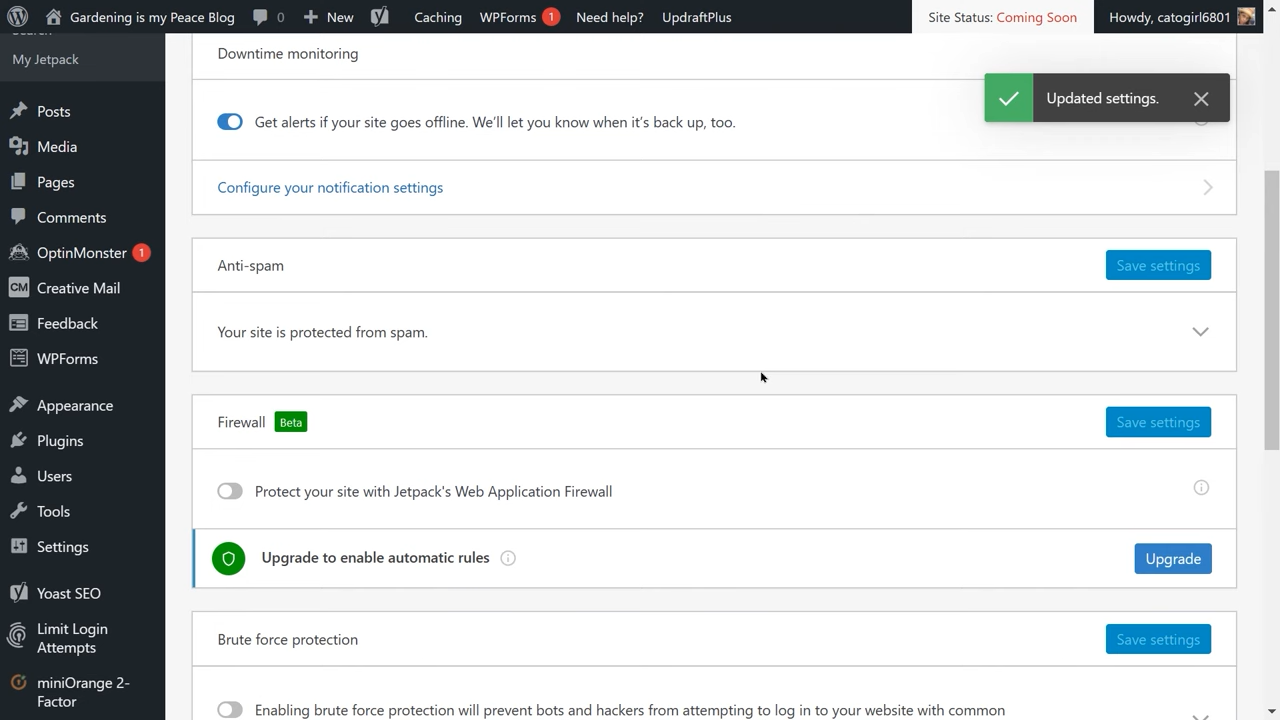 Gardening is my Peace Blog
0
New
Caching
WPForms 1
Need help?
UpdraftPlus
Site Status: Coming Soon
Howdy, catogirl6801
My Jetpack
Posts
Media
Pages
Comments
OptinMonster 1
CM Creative Mail
Feedback
WPForms
Appearance
Plugins
Users
Tools
Settings
Yoast SEO
Limit Login
Attempts
miniOrange 2-
Factor
Downtime monitoring
Updated settings.
Get alerts if your site goes offline. We’ll let you know when it’s back up, too.
Configure your notification settings
Anti-spam
Save settings
Your site is protected from spam.
Firewall Beta
Save settings
Protect your site with Jetpack's Web Application Firewall
Upgrade to enable automatic rules
Upgrade
Brute force protection
Save settings
Enabling brute force protection will prevent bots and hackers from attempting to log in to your website with common